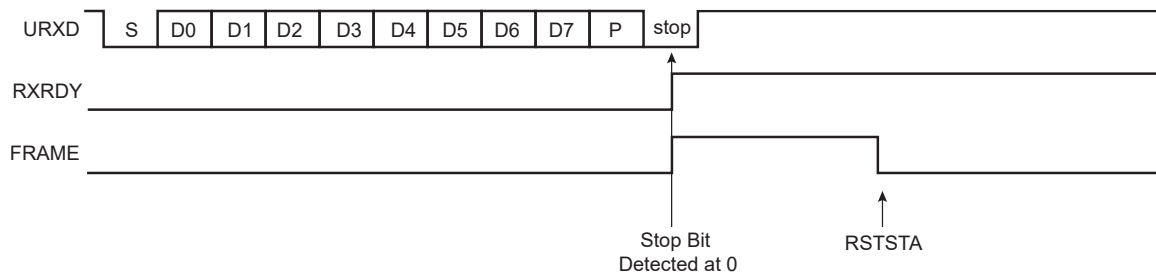 URXD S D0 D1 D2 D3 D4 D5 D6 D7 P stop
RXRDY
FRAME
Stop Bit RSTSTA
Detected at 0